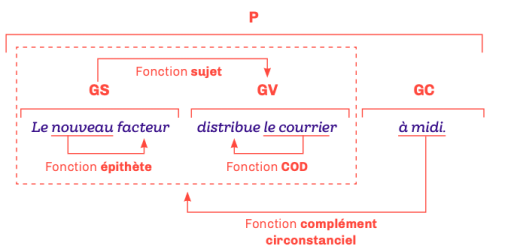 P
Fonction sujet
GS GV GC
Le nouveau facteur distribue le courrier à midi.
Fonction épithète Fonction COD
Fonction complément
circonstanciel